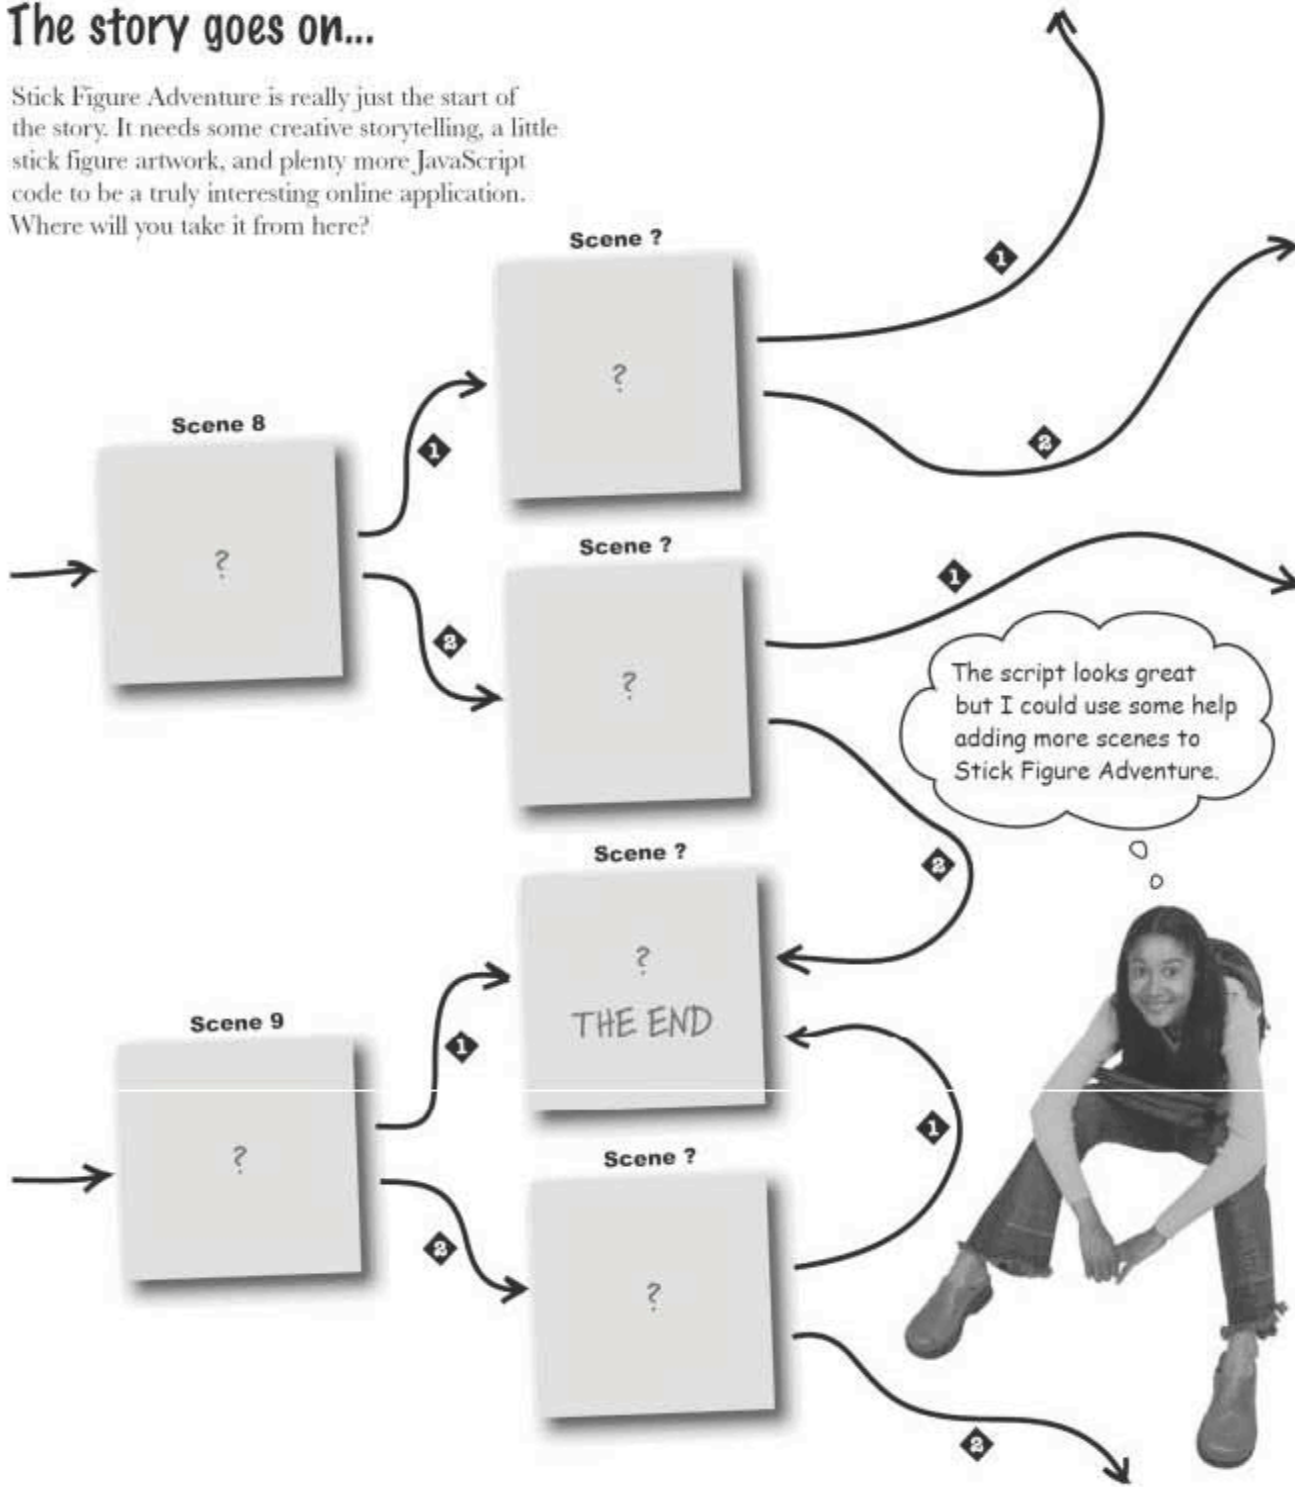 The story goes on...
Stick Figure Adventure is really just the start of
the story. It needs some creative storytelling, a little
stick figure artwork, and plenty more JavaScript
code to be a truly interesting online application.
Where will you take it from here?
Scene ?
1
?
2
Scene 8
1
?
2
Scene ?
1
?
2
The script looks great
but I could use some help
adding more scenes to
Stick Figure Adventure.
Scene ?
?
THE END
Scene 9
1
?
2
Scene ?
1
?
2